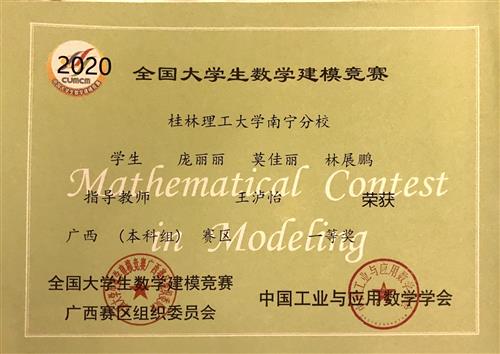 2020
CUMCM
全国大学生数学建模竞赛
桂林理工大学南宁分校
学生 庞丽丽 莫佳丽 林展鹏
Mathematical Contest
指导教师 王泸怡 荣获
广西 (本科组) 赛区 一等奖
in Modeling
全国大学生数学建模竞赛
广西赛区组织委员会
中国工业与应用数学学会